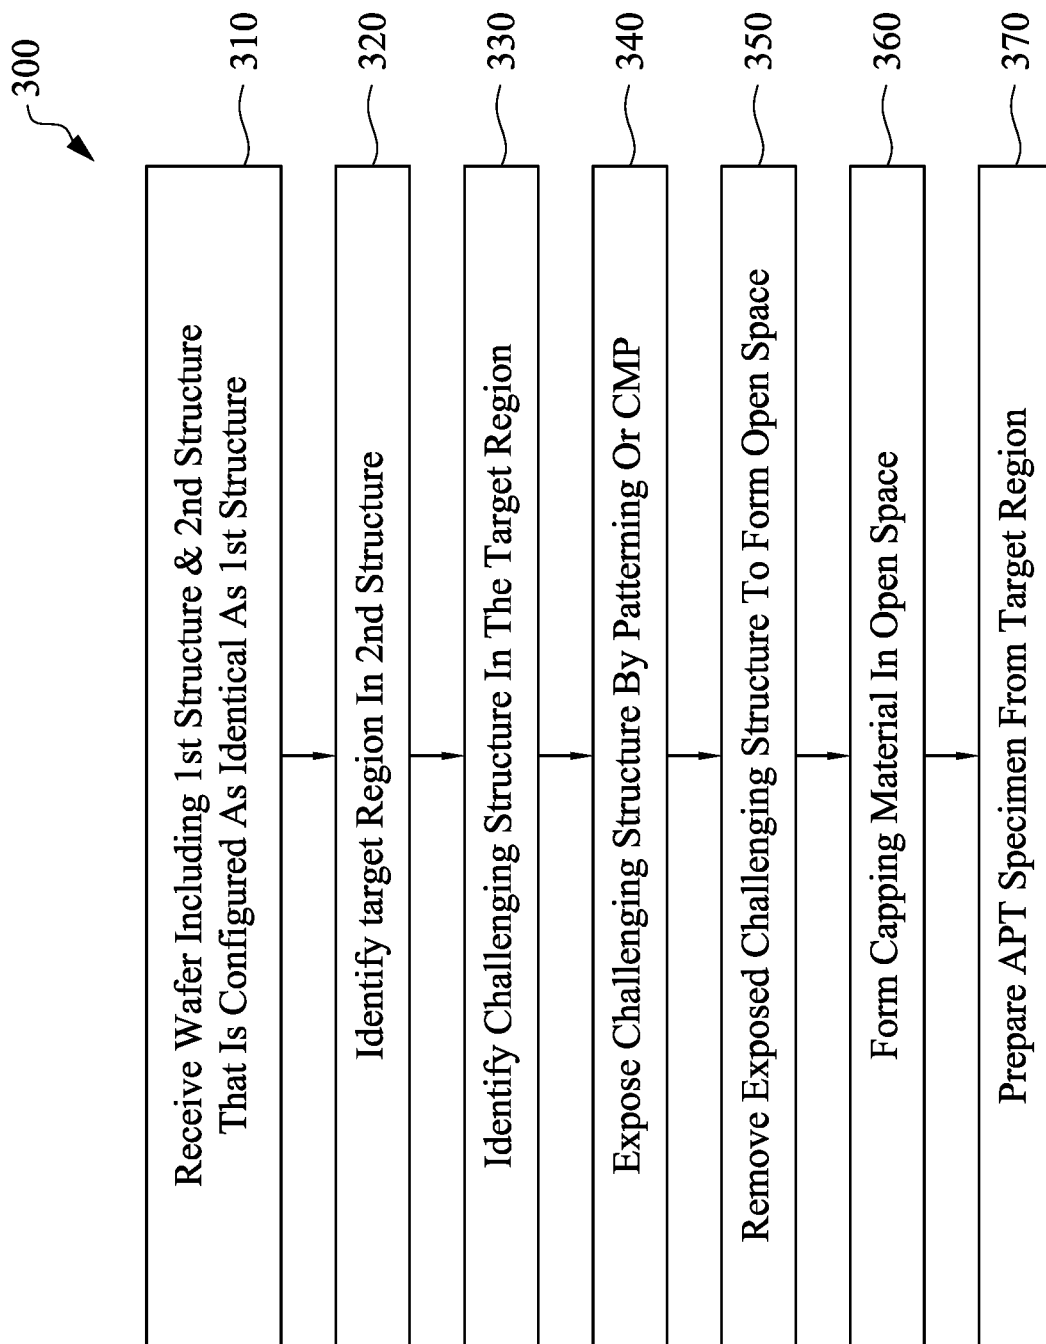 300
Receive Wafer Including 1st Structure & 2nd Structure
That Is Configured As Identical As 1st Structure
310
Identify target Region In 2nd Structure
320
Identify Challenging Structure In The Target Region
330
Expose Challenging Structure By Patterning Or CMP
340
Remove Exposed Challenging Structure To Form Open Space
350
Form Capping Material In Open Space
360
Prepare APT Specimen From Target Region
370